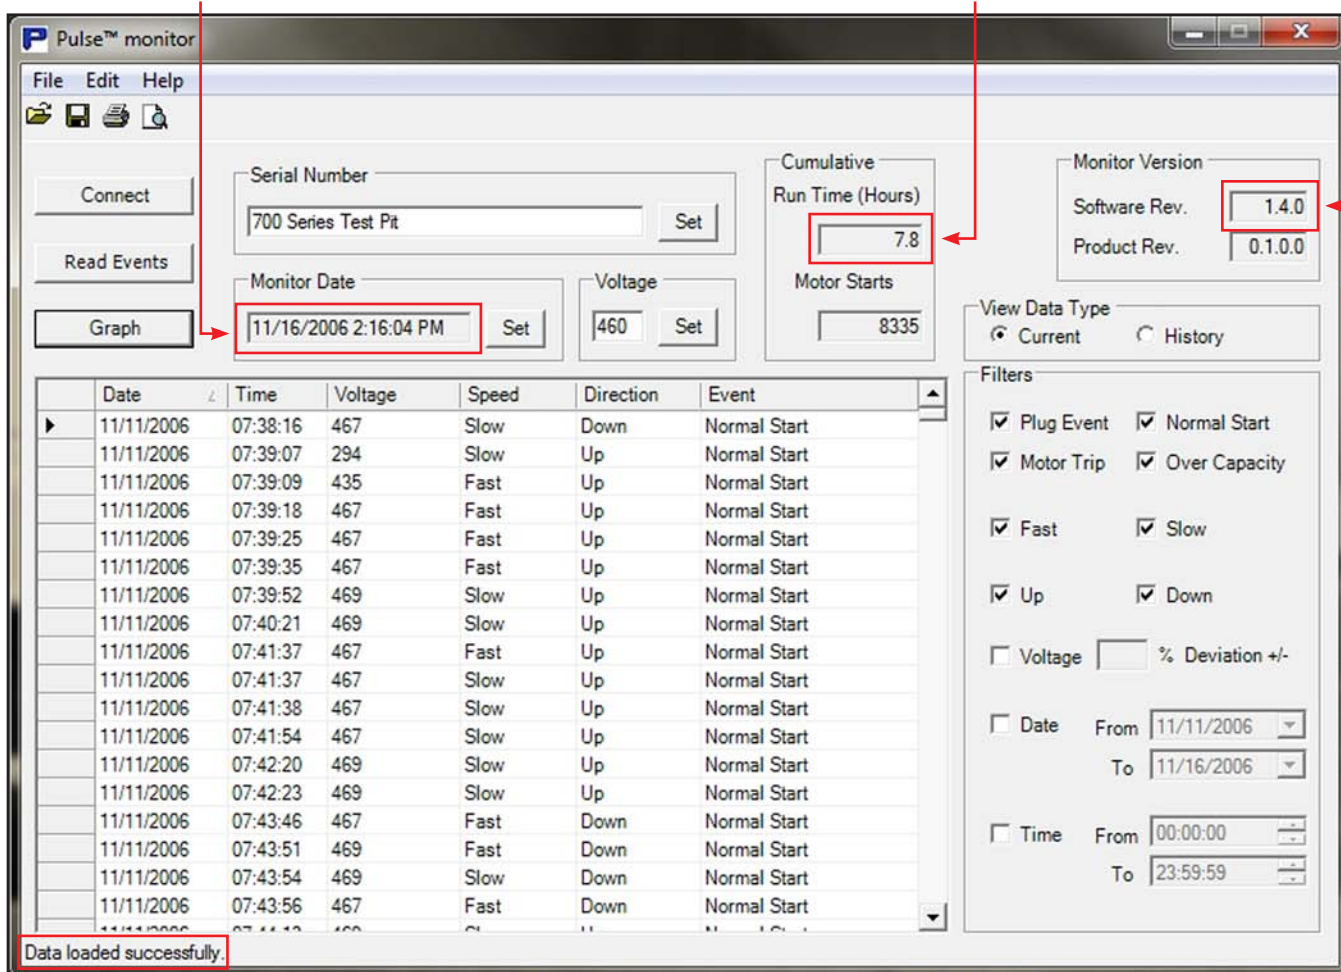 Pulse™ monitor
File Edit Help
Connect
Read Events
Graph
Serial Number
700 Series Test Pit
Set
Monitor Date
11/16/2006 2:16:04 PM
Set
Voltage
460
Set
Cumulative
Run Time (Hours)
7.8
Motor Starts
8335
Monitor Version
Software Rev. 1.4.0
Product Rev. 0.1.0.0
View Data Type
Current History
Date Time Voltage Speed Direction Event
11/11/2006 07:38:16 467 Slow Down Normal Start
11/11/2006 07:39:07 294 Slow Up Normal Start
11/11/2006 07:39:09 435 Fast Up Normal Start
11/11/2006 07:39:18 467 Fast Up Normal Start
11/11/2006 07:39:25 467 Fast Up Normal Start
11/11/2006 07:39:35 467 Fast Up Normal Start
11/11/2006 07:39:52 469 Slow Up Normal Start
11/11/2006 07:40:21 469 Slow Up Normal Start
11/11/2006 07:41:37 467 Fast Up Normal Start
11/11/2006 07:41:37 467 Slow Up Normal Start
11/11/2006 07:41:38 467 Slow Up Normal Start
11/11/2006 07:41:54 467 Slow Up Normal Start
11/11/2006 07:42:20 469 Slow Up Normal Start
11/11/2006 07:42:23 469 Slow Up Normal Start
11/11/2006 07:43:46 467 Fast Down Normal Start
11/11/2006 07:43:51 469 Fast Down Normal Start
11/11/2006 07:43:54 469 Slow Down Normal Start
11/11/2006 07:43:56 467 Fast Down Normal Start
Filters
Plug Event Normal Start
Motor Trip Over Capacity
Fast Slow
Up Down
Voltage % Deviation +/-
Date From 11/11/2006
To 11/16/2006
Time From 00:00:00
To 23:59:59
Data loaded successfully.